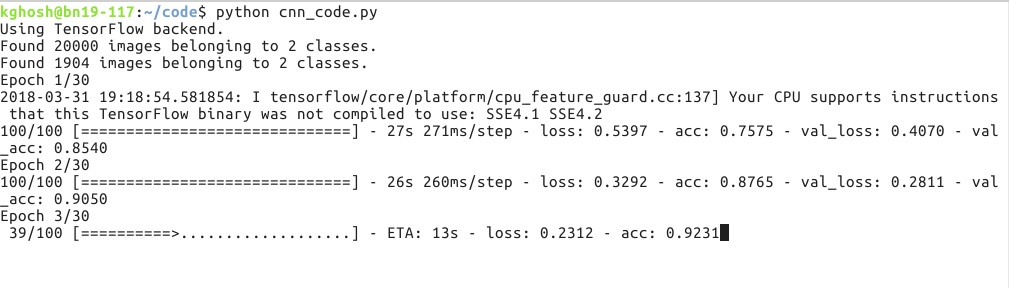 kghosh@bn19-117:~/code$ python cnn_code.py
Using TensorFlow backend.
Found 20000 images belonging to 2 classes.
Found 1904 images belonging to 2 classes.
Epoch 1/30
2018-03-31 19:18:54.581854: I tensorflow/core/platform/cpu_feature_guard.cc:137] Your CPU supports instructions
 that this TensorFlow binary was not compiled to use: SSE4.1 SSE4.2
100/100 [==============================] - 27s 271ms/step - loss: 0.5397 - acc: 0.7575 - val_loss: 0.4070 - val
_acc: 0.8540
Epoch 2/30
100/100 [==============================] - 26s 260ms/step - loss: 0.3292 - acc: 0.8765 - val_loss: 0.2811 - val
_acc: 0.9050
Epoch 3/30
 39/100 [==========>...................] - ETA: 13s - loss: 0.2312 - acc: 0.9231